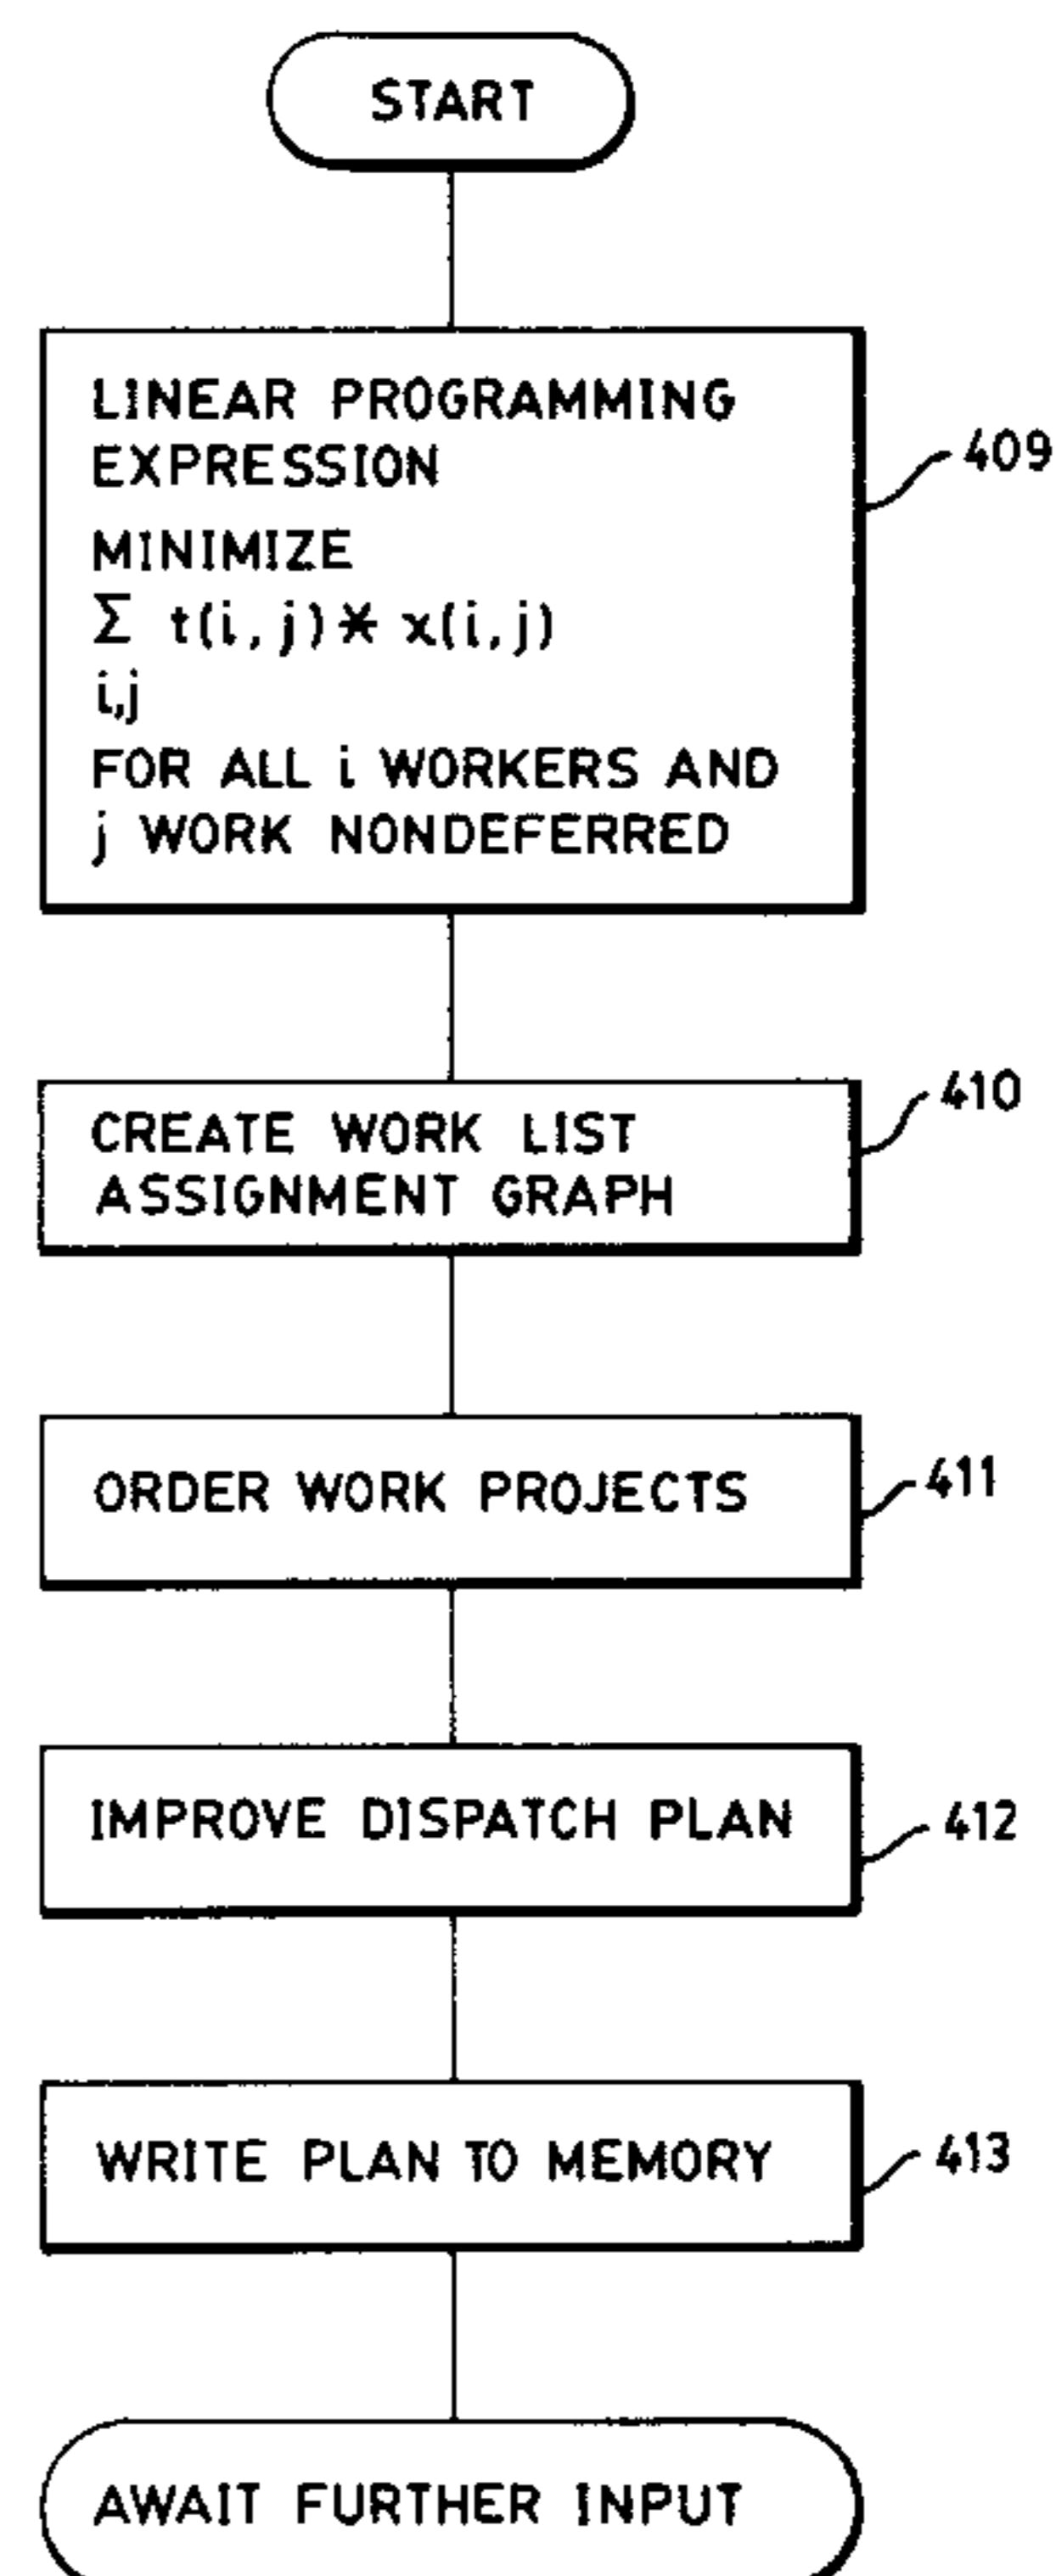 START
LINEAR PROGRAMMING
EXPRESSION
409
MINIMIZE
Σ t(i,j)* x(i,j)
i,j
FOR ALL i WORKERS AND
j WORK NONDEFERRED
CREATE WORK LIST
ASSIGNMENT GRAPH
410
ORDER WORK PROJECTS
411
IMPROVE DISPATCH PLAN
412
WRITE PLAN TO MEMORY
413
AWAIT FURTHER INPUT